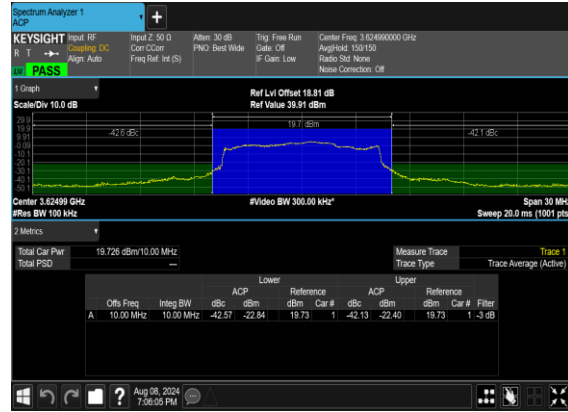 Spectrum Analyzer 1
ACP
+
KEYSIGHT Input: RF Input Z: 50 Ω Atten: 30 dB Trig: Free Run Center Freq: 3.624990000 GHz
R T Coupling: DC Corr CCorr PNO: Best Wide Gate: Off Avg|Hold: 150/150
Align: Auto Freq Ref: Int (S) IF Gain: Low Radio Std: None
PASS Noise Correction: Off
1 Graph Ref Lvl Offset 18.81 dB
Scale/Div 10.0 dB Ref Value 39.91 dBm
29.9
19.9 19.7 dBm
9.91 -42.6 dBc -42.1 dBc
-0.09
-10.1
-20.1
-30.1
-40.1
-50.1
Center 3.62499 GHz #Video BW 300.00 kHz* Span 30 MHz
#Res BW 100 kHz Sweep 20.0 ms (1001 pts
2 Metrics
Total Car Pwr 19.726 dBm/10.00 MHz Measure Trace Trace 1
Total PSD --- Trace Type Trace Average (Active)
Lower Upper
ACP Reference ACP Reference
Offs Freq Integ BW dBc dBm dBm Car # dBc dBm dBm Car # Filter
A 10.00 MHz 10.00 MHz -42.57 -22.84 19.73 1 -42.13 -22.40 19.73 1 -3 dB
? Aug 08, 2024
7:06:05 PM